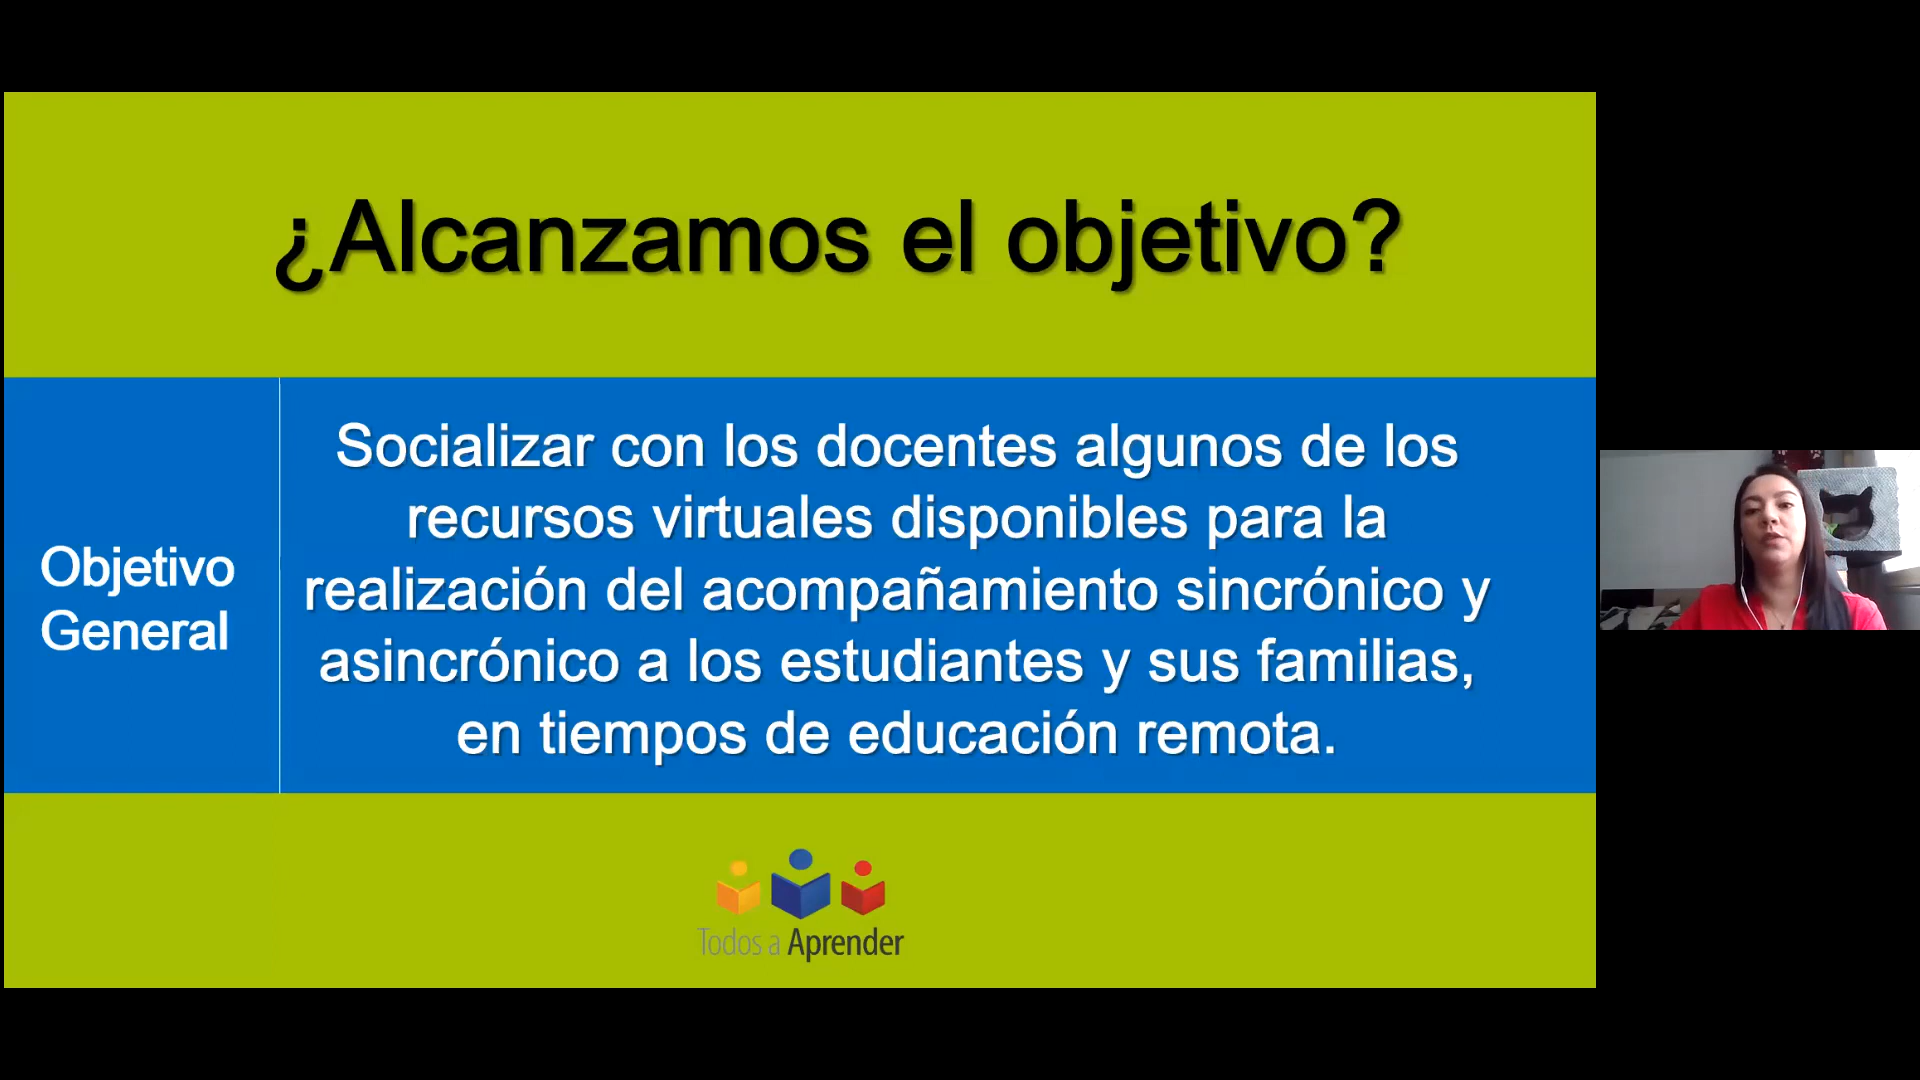 ¿Alcanzamos el objetivo?
Objetivo
General
Socializar con los docentes algunos de los
recursos virtuales disponibles para la
realización del acompañamiento sincrónico y
asincrónico a los estudiantes y sus familias,
en tiempos de educación remota.
Todos a Aprender